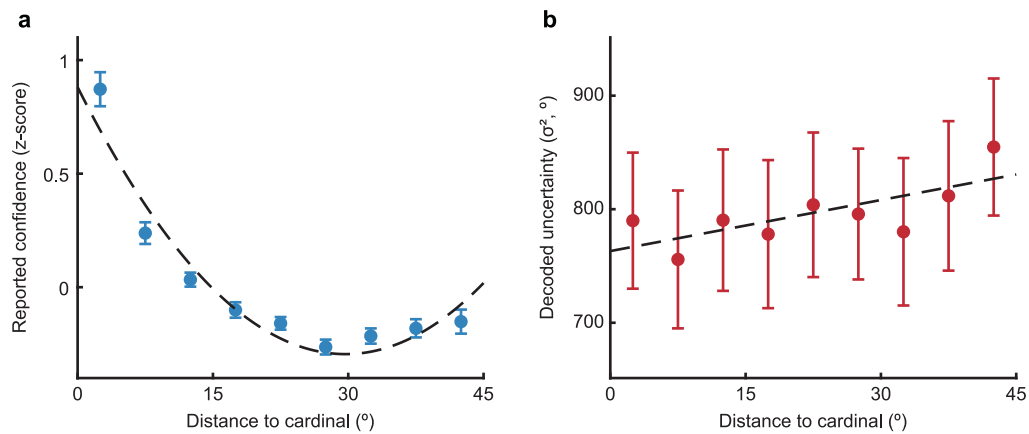 a
Reported confidence (z-score)
1
0.5
0
0
15
30
45
Distance to cardinal (º)
b
Decoded uncertainty (σ², º)
900
800
700
0
15
30
45
Distance to cardinal (º)